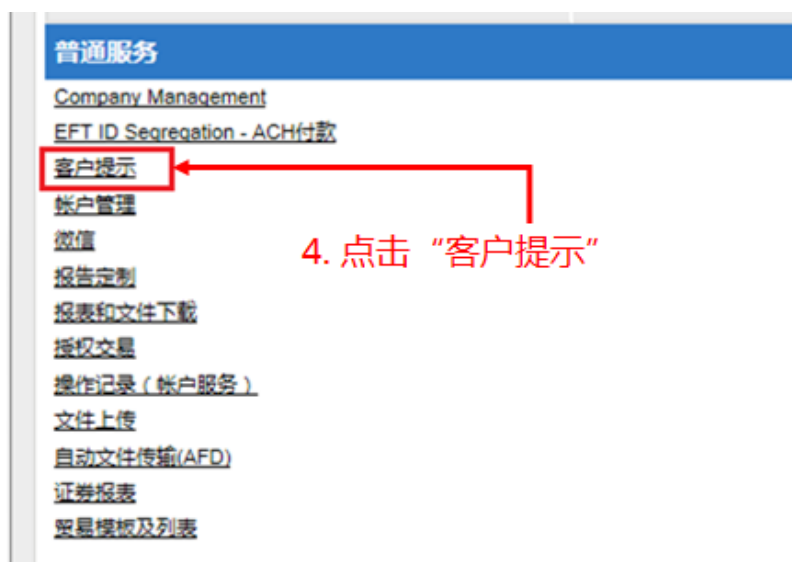 普通服务
Company Management
EFT ID Segregation - ACH付款
客户提示
帐户管理
微信
4. 点击“客户提示”
报告定制
报表和文件下载
授权交易
操作记录（帐户服务）
文件上传
自动文件传输(AFD)
证券报表
贸易模板及列表